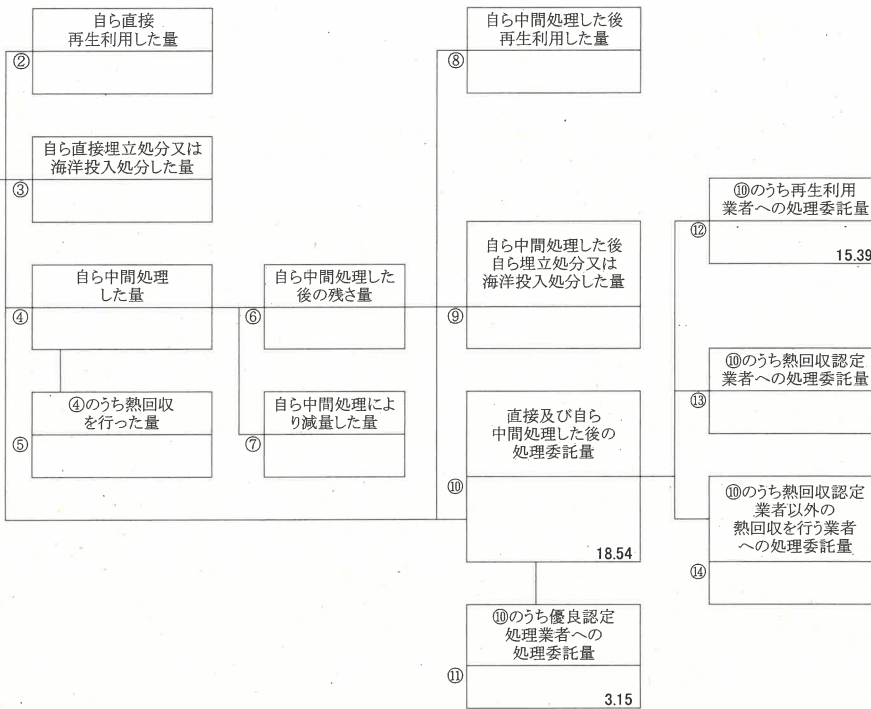 自ら直接
再生利用した量
②
自ら直接埋立処分又は
海洋投入処分した量
③
自ら中間処理
した量
④
④のうち熱回収
を行った量
⑤
自ら中間処理した
後の残さ量
⑥
自ら中間処理によ
り減量した量
⑦
自ら中間処理した後
再生利用した量
⑧
自ら中間処理した後
自ら埋立処分又は
海洋投入処分した量
⑨
直接及び自ら
中間処理した後の
処理委託量
⑩
18.54
⑩のうち優良認定
処理業者への
処理委託量
⑪
3.15
⑩のうち再生利用
業者への処理委託量
⑫
15.39
⑩のうち熱回収認定
業者への処理委託量
⑬
⑩のうち熱回収認定
業者以外の
熱回収を行う業者
への処理委託量
⑭